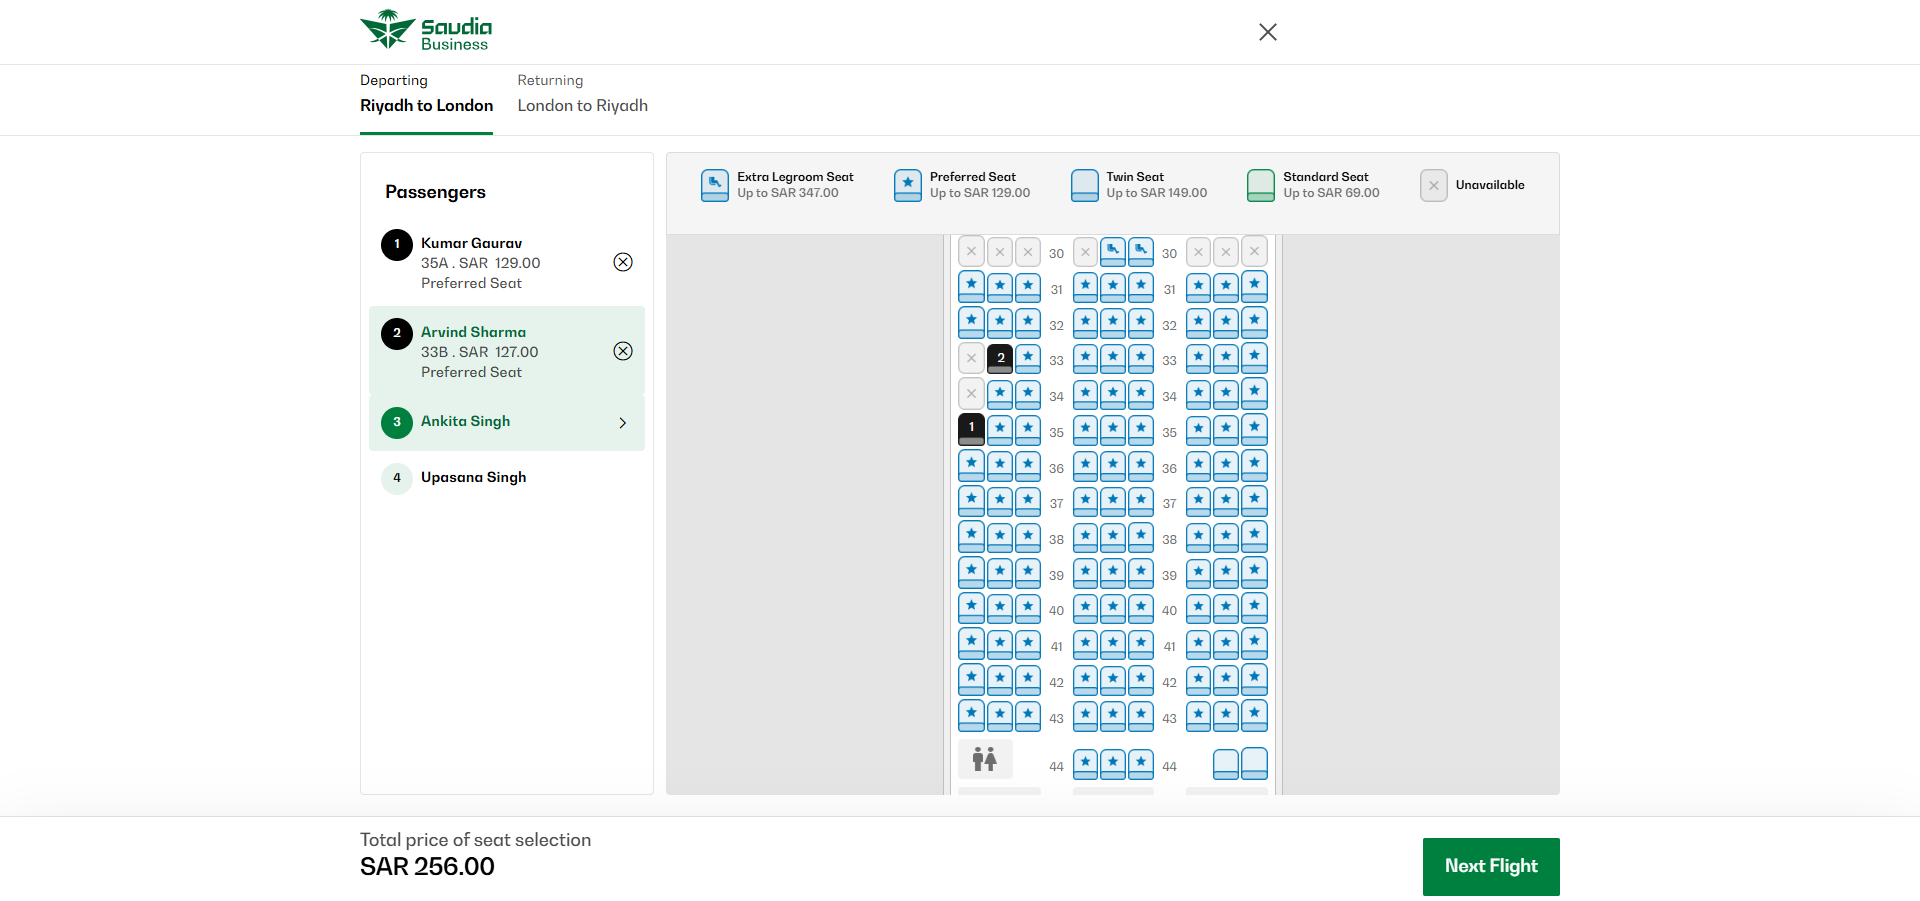 Saudia
Business
Departing
Riyadh to London
Returning
London to Riyadh
Passengers
1
Kumar Gaurav
35A . SAR 129.00
Preferred Seat
2
Arvind Sharma
33B . SAR 127.00
Preferred Seat
3
Ankita Singh
4
Upasana Singh
Extra Legroom Seat
Up to SAR 347.00
Preferred Seat
Up to SAR 129.00
Twin Seat
Up to SAR 149.00
Standard Seat
Up to SAR 69.00
Unavailable
30 30
31 31
32 32
2 33 33
34 34
1 35 35
36 36
37 37
38 38
39 39
40 40
41 41
42 42
43 43
44 44
Total price of seat selection
SAR 256.00
Next Flight